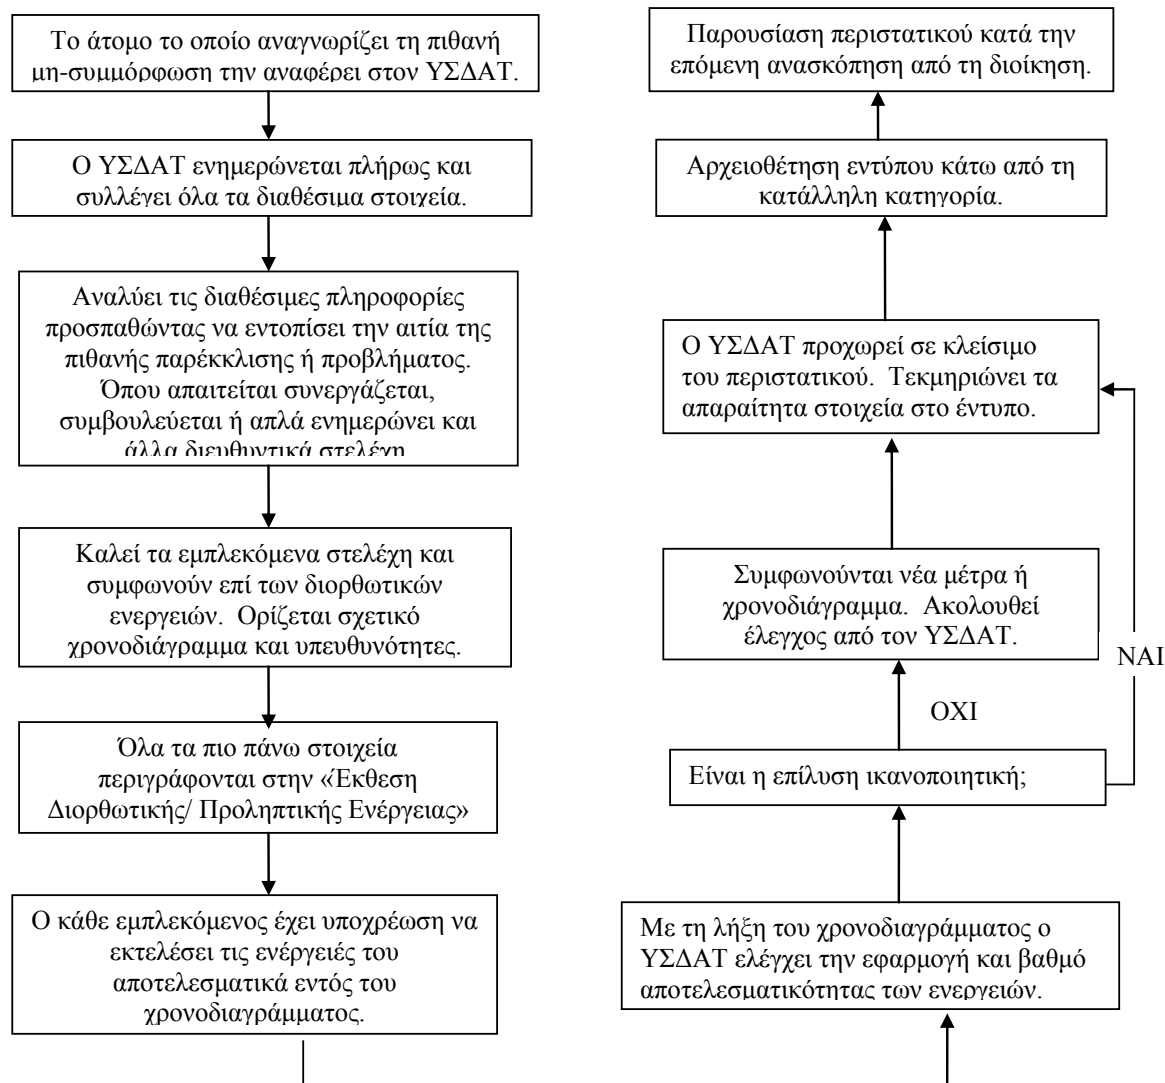 Το άτομο το οποίο αναγνωρίζει τη πιθανή
μη-συμμόρφωση την αναφέρει στον ΥΣΔΑΤ.
Ο ΥΣΔΑΤ ενημερώνεται πλήρως και
συλλέγει όλα τα διαθέσιμα στοιχεία.
Αναλύει τις διαθέσιμες πληροφορίες
προσπαθώντας να εντοπίσει την αιτία της
πιθανής παρέκκλισης ή προβλήματος.
Όπου απαιτείται συνεργάζεται,
συμβουλεύεται ή απλά ενημερώνει και
άλλα διευθυντικά στελέχη
Καλεί τα εμπλεκόμενα στελέχη και
συμφωνούν επί των διορθωτικών
ενεργειών. Ορίζεται σχετικό
χρονοδιάγραμμα και υπευθυνότητες.
Όλα τα πιο πάνω στοιχεία
περιγράφονται στην «Έκθεση
Διορθωτικής/ Προληπτικής Ενέργειας»
Ο κάθε εμπλεκόμενος έχει υποχρέωση να
εκτελέσει τις ενέργειές του
αποτελεσματικά εντός του
χρονοδιαγράμματος.
Παρουσίαση περιστατικού κατά την
επόμενη ανασκόπηση από τη διοίκηση.
Αρχειοθέτηση εντύπου κάτω από τη
κατάλληλη κατηγορία.
Ο ΥΣΔΑΤ προχωρεί σε κλείσιμο
του περιστατικού. Τεκμηριώνει τα
απαραίτητα στοιχεία στο έντυπο.
Συμφωνούνται νέα μέτρα ή
χρονοδιάγραμμα. Ακολουθεί
έλεγχος από τον ΥΣΔΑΤ.
ΝΑΙ
ΟΧΙ
Είναι η επίλυση ικανοποιητική;
Με τη λήξη του χρονοδιαγράμματος ο
ΥΣΔΑΤ ελέγχει την εφαρμογή και βαθμό
αποτελεσματικότητας των ενεργειών.